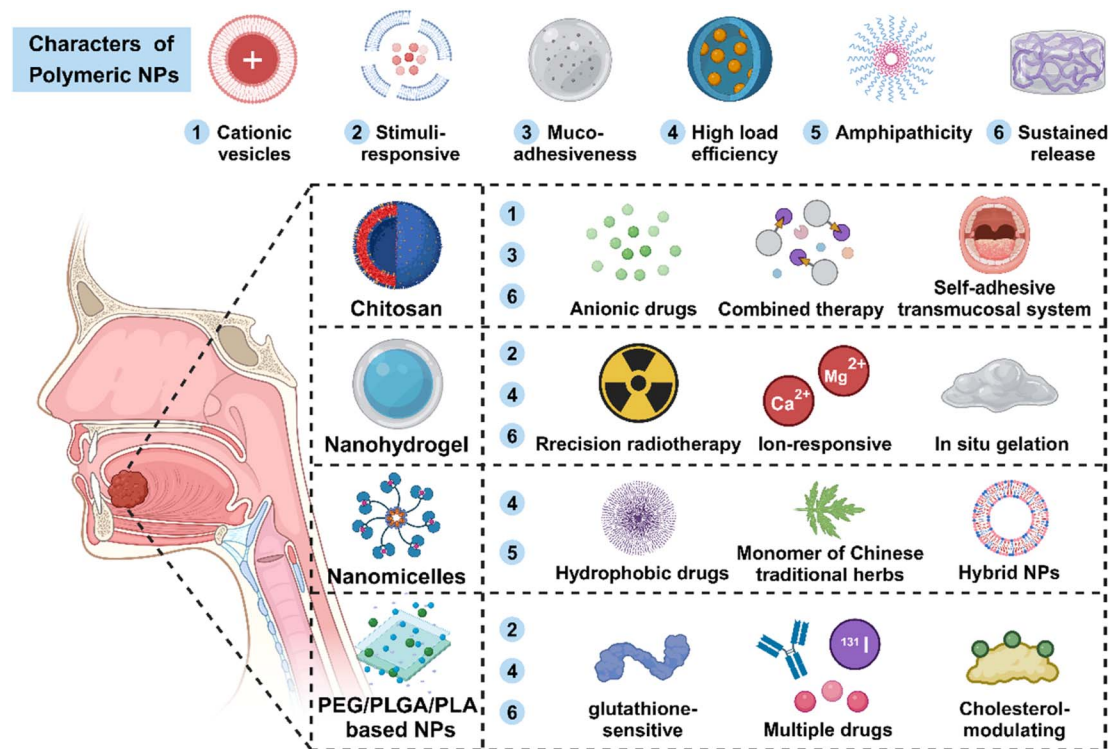 Characters of
Polymeric NPs
+
1 Cationic
vesicles
2 Stimuli-
responsive
3 Muco-
adhesiveness
4 High load
efficiency
5 Amphipathicity
6 Sustained
release
Chitosan
1
3
6
Anionic drugs
Combined therapy
Self-adhesive
transmucosal system
Nanohydrogel
2
4
6
Rrecision radiotherapy
Ca2+
Mg2+
Ion-responsive
In situ gelation
Nanomicelles
4
5
Hydrophobic drugs
Monomer of Chinese
traditional herbs
Hybrid NPs
PEG/PLGA/PLA
based NPs
2
4
6
glutathione-
sensitive
131 I
Multiple drugs
Cholesterol-
modulating